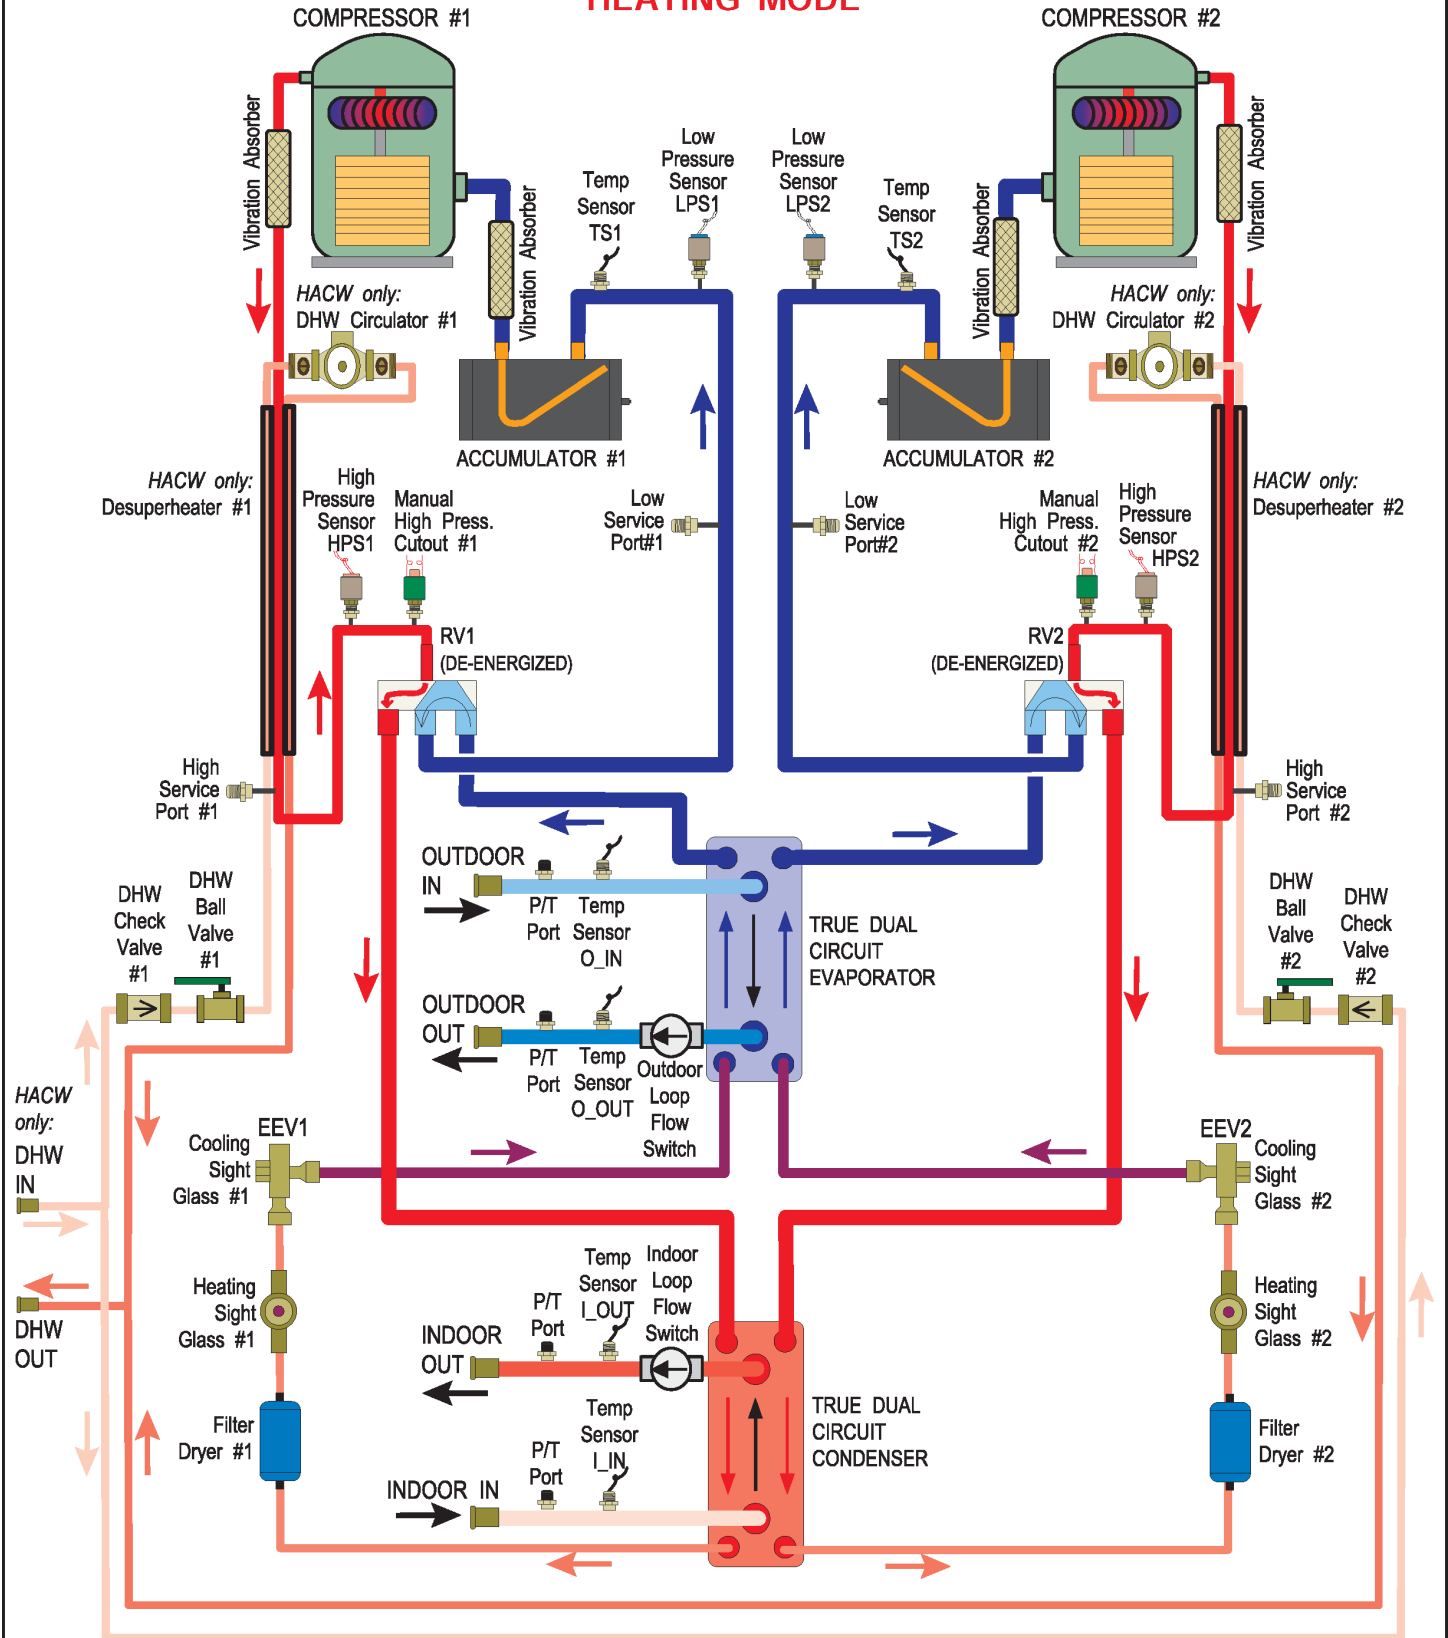 HEATING MODE
COMPRESSOR #1
COMPRESSOR #2
Vibration Absorber
Vibration Absorber
Temp
Sensor
TS1
Low
Pressure
Sensor
LPS1
Low
Pressure
Sensor
LPS2
Temp
Sensor
TS2
Vibration Absorber
Vibration Absorber
HACW only:
DHW Circulator #1
HACW only:
DHW Circulator #2
ACCUMULATOR #1
ACCUMULATOR #2
HACW only:
Desuperheater #1
High
Pressure
Sensor
HPS1
Manual
High Press.
Cutout #1
Low
Service
Port#1
Low
Service
Port#2
Manual
High Press.
Cutout #2
High
Pressure
Sensor
HPS2
HACW only:
Desuperheater #2
RV1
(DE-ENERGIZED)
RV2
(DE-ENERGIZED)
High
Service
Port #1
High
Service
Port #2
OUTDOOR
IN
P/T
Port
Temp
Sensor
O_IN
TRUE DUAL
CIRCUIT
EVAPORATOR
DHW
Check
Valve
#1
DHW
Ball
Valve
#1
DHW
Ball
Valve
#2
DHW
Check
Valve
#2
OUTDOOR
OUT
P/T
Port
Temp
Sensor
O_OUT
Outdoor
Loop
Flow
Switch
HACW
only:
DHW
IN
EEV1
Cooling
Sight
Glass #1
EEV2
Cooling
Sight
Glass #2
DHW
OUT
Heating
Sight
Glass #1
Heating
Sight
Glass #2
INDOOR
OUT
P/T
Port
Temp
Sensor
I_OUT
Indoor
Loop
Flow
Switch
TRUE DUAL
CIRCUIT
CONDENSER
Filter
Dryer #1
Filter
Dryer #2
INDOOR IN
P/T
Port
Temp
Sensor
I_IN